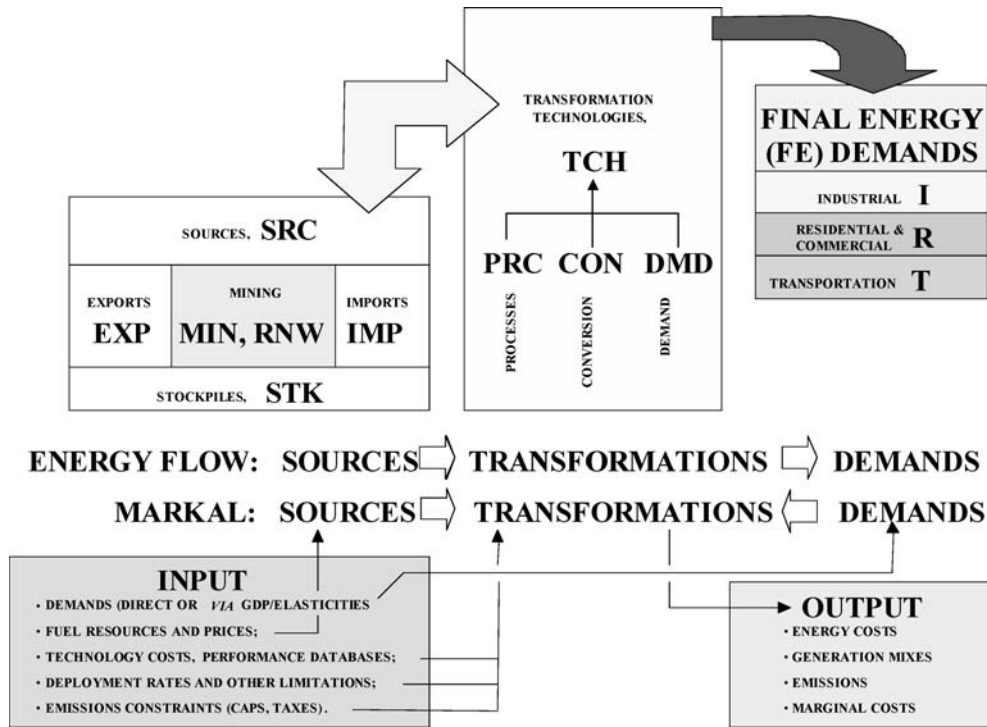 TRANSFORMATION
TECHNOLOGIES,
TCH
PRC CON DMD
PROCESSES
CONVERSION
DEMAND
FINAL ENERGY
(FE) DEMANDS
INDUSTRIAL I
RESIDENTIAL &
COMMERCIAL R
TRANSPORTATION T
SOURCES, SRC
EXPORTS
EXP
MINING
MIN, RNW
IMPORTS
IMP
STOCKPILES, STK
ENERGY FLOW: SOURCES TRANSFORMATIONS DEMANDS
MARKAL: SOURCES TRANSFORMATIONS DEMANDS
INPUT
• DEMANDS (DIRECT OR VIA GDP/ELASTICITIES
• FUEL RESOURCES AND PRICES;
• TECHNOLOGY COSTS, PERFORMANCE DATABASES;
• DEPLOYMENT RATES AND OTHER LIMITATIONS;
• EMISSIONS CONSTRAINTS (CAPS, TAXES).
OUTPUT
• ENERGY COSTS
• GENERATION MIXES
• EMISSIONS
• MARGINAL COSTS